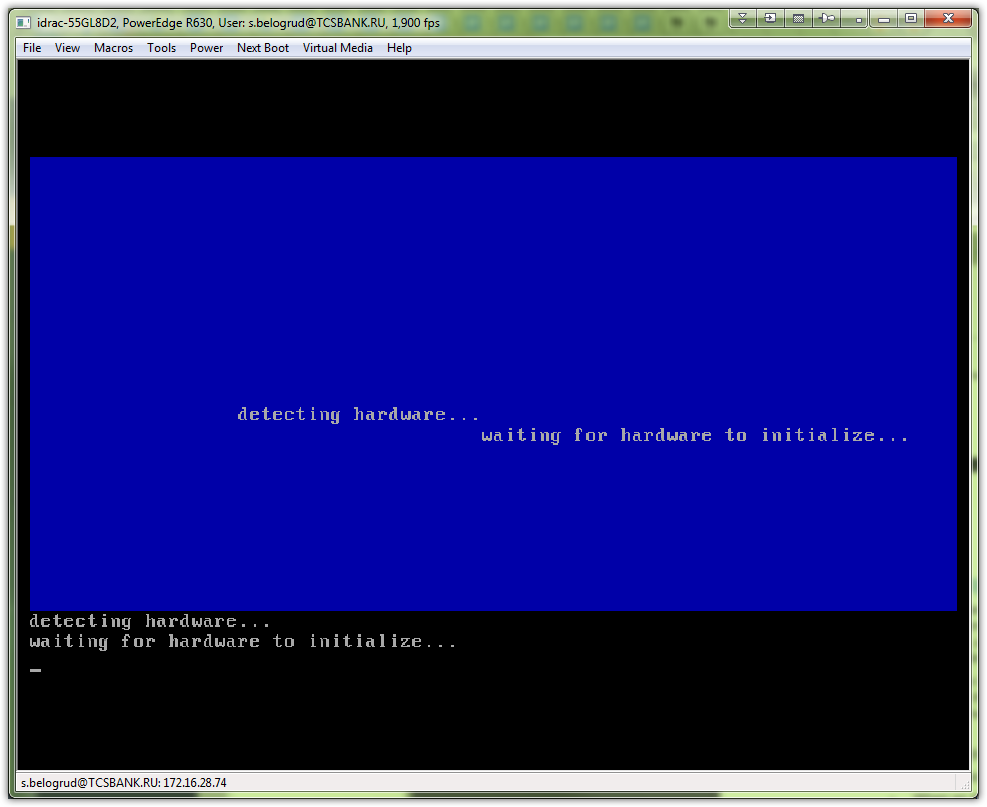 idrac-55GL8D2, PowerEdge R630, User: s.belogrud@TCSBANK.RU, 1,900 fps
File View Macros Tools Power Next Boot Virtual Media Help
detecting hardware...
waiting for hardware to initialize...
detecting hardware...
waiting for hardware to initialize...
s.belogrud@TCSBANK.RU: 172.16.28.74